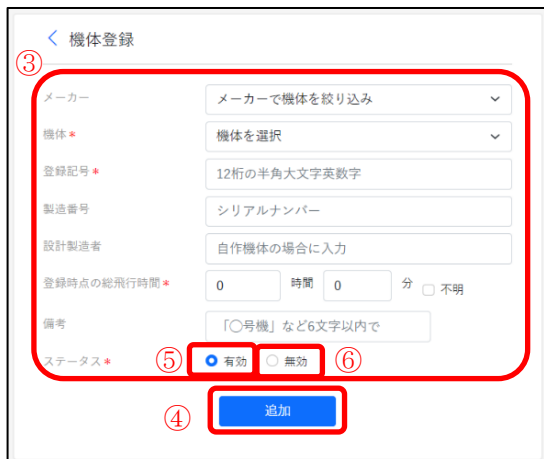 機体登録
③
メーカー メーカーで機体を絞り込み
機体* 機体を選択
登録記号* 12桁の半角大文字英数字
製造番号 シリアルナンバー
設計製造者 自作機体の場合に入力
登録時点の総飛行時間* 0 時間 0 分 不明
備考 「○号機」など6文字以内で
ステータス* ⑤ 有効 無効 ⑥
④ 追加